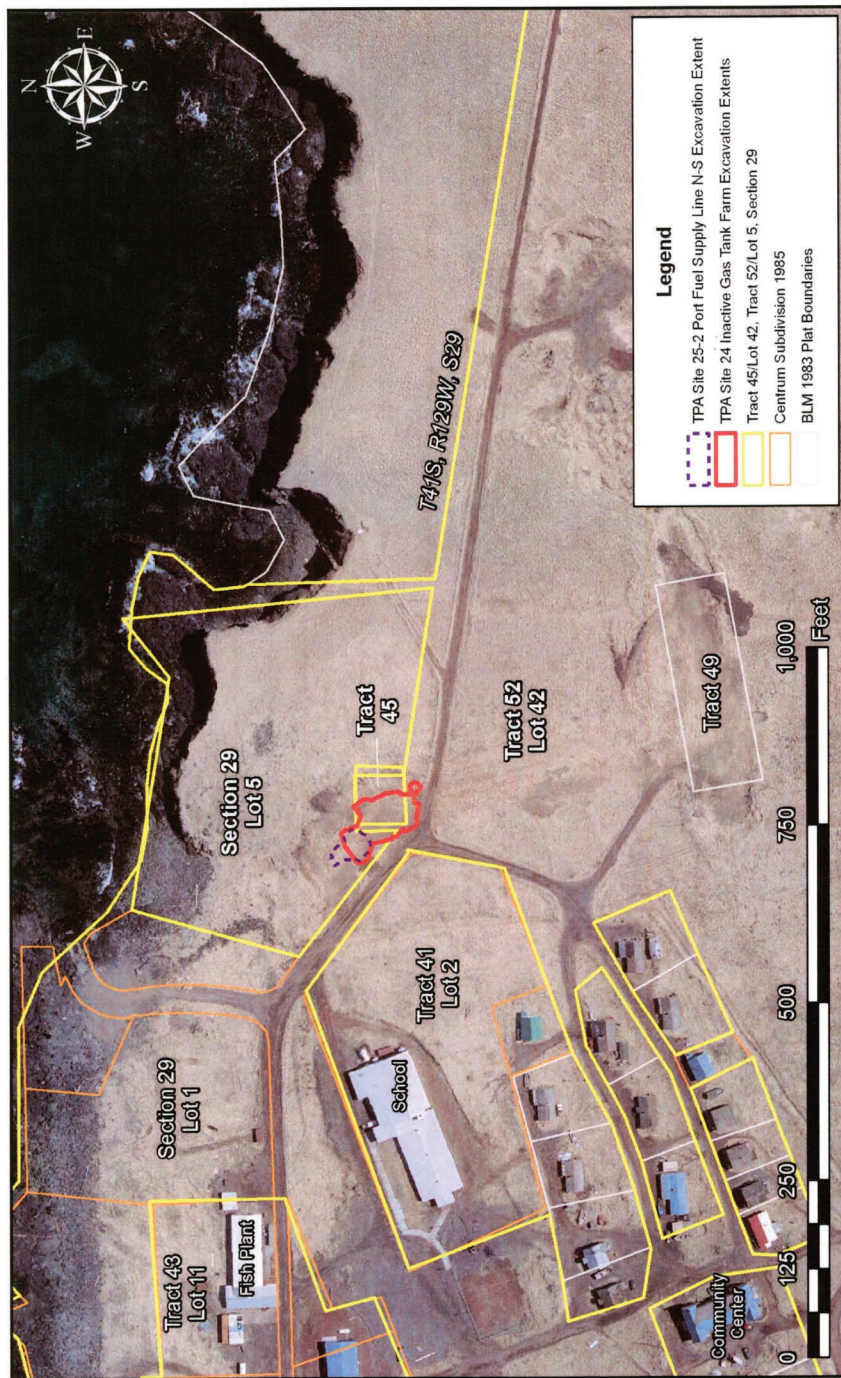 N
E
S
W
Section 29
Lot 5
Tract
45
T41S, R129W, S29
Section 29
Lot 1
Tract 43
Lot 11
Fish Plant
Tract 41
Lot 2
School
Tract 52
Lot 42
Tract 49
Community
Center
0 125 250 500 750 1,000
Feet
Legend
TPA Site 25-2 Port Fuel Supply Line N-S Excavation Extent
TPA Site 24 Inactive Gas Tank Farm Excavation Extents
Tract 45/Lot 42, Tract 52/Lot 5, Section 29
Centrum Subdivision 1985
BLM 1983 Plat Boundaries